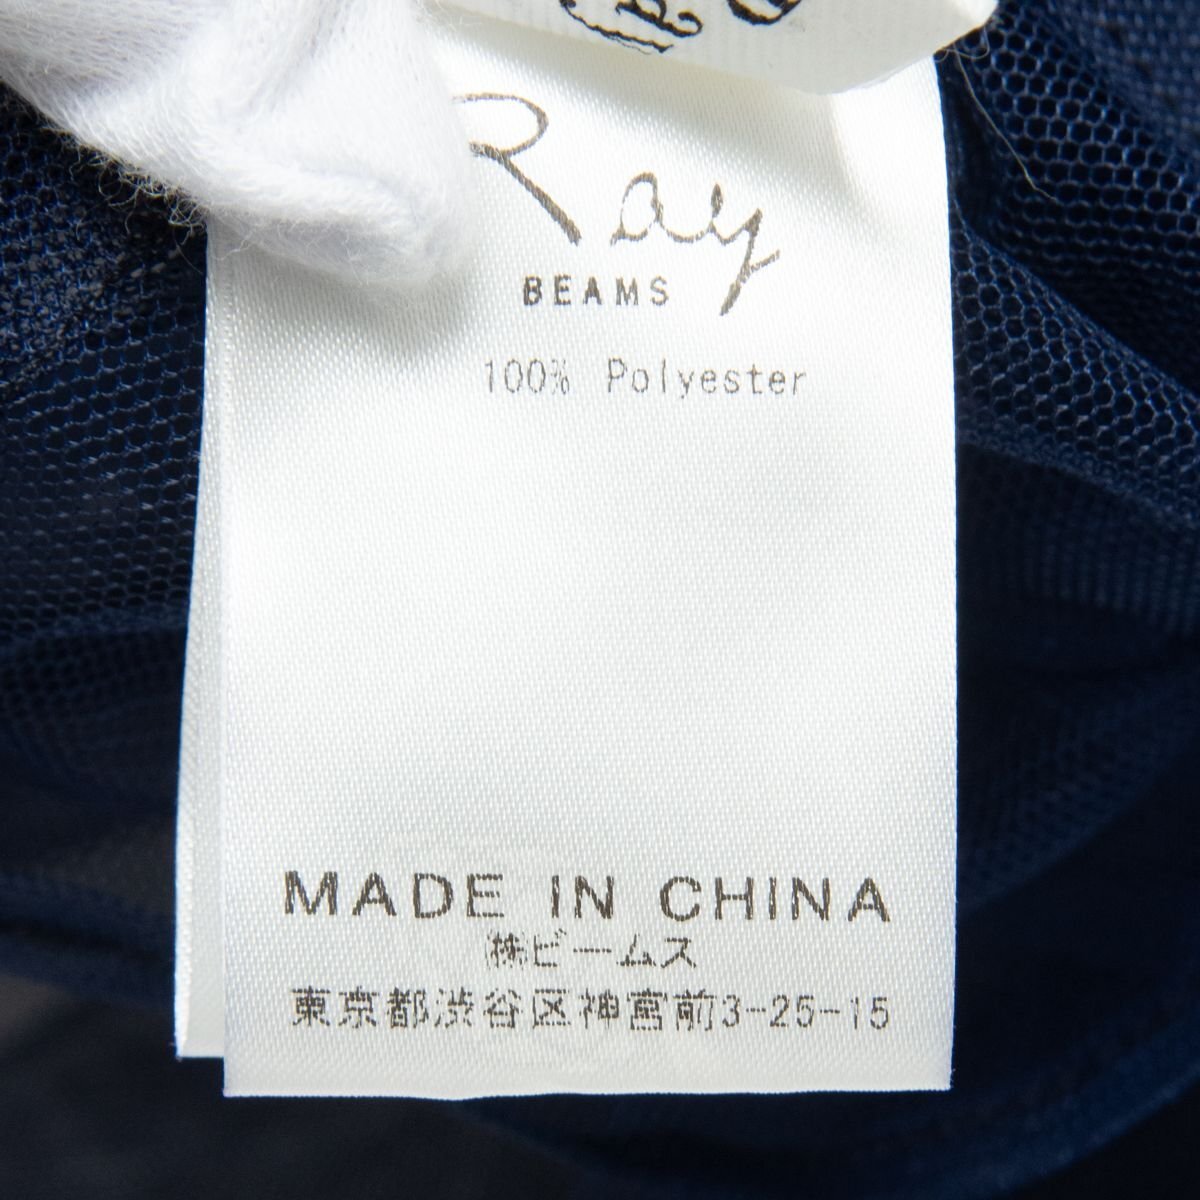 Ray
BEAMS
100% Polyester
MADE IN CHINA
㈱ビームス
東京都渋谷区神宮前3-25-15